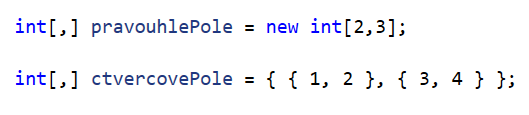 int[,] pravouhlePole = new int[2,3];
int[,] ctvercovePole = { { 1, 2 }, { 3, 4 } };